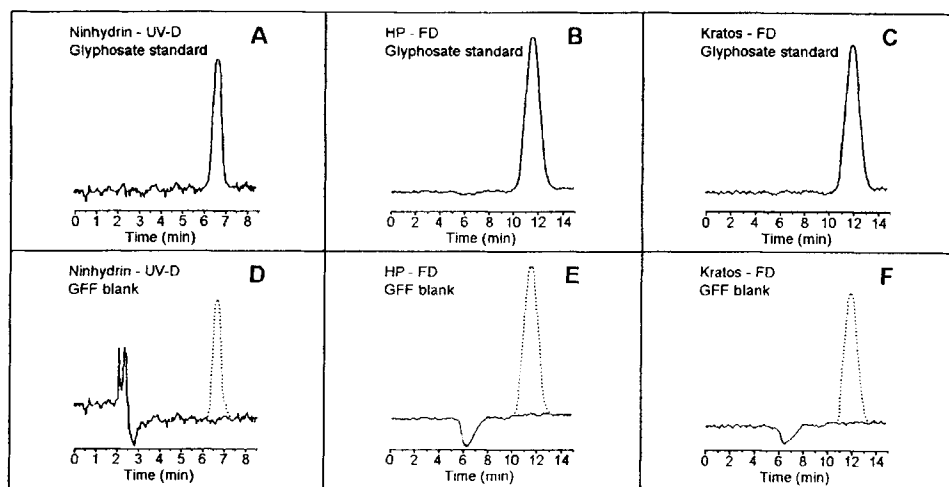 Ninhydrin - UV-D A
Glyphosate standard
0 1 2 3 4 5 6 7 8
Time (min)
HP - FD B
Glyphosate standard
0 2 4 6 8 10 12 14
Time (min)
Kratos - FD C
Glyphosate standard
0 2 4 6 8 10 12 14
Time (min)
Ninhydrin - UV-D D
GFF blank
0 1 2 3 4 5 6 7 8
Time (min)
HP - FD E
GFF blank
0 2 4 6 8 10 12 14
Time (min)
Kratos - FD F
GFF blank
0 2 4 6 8 10 12 14
Time (min)